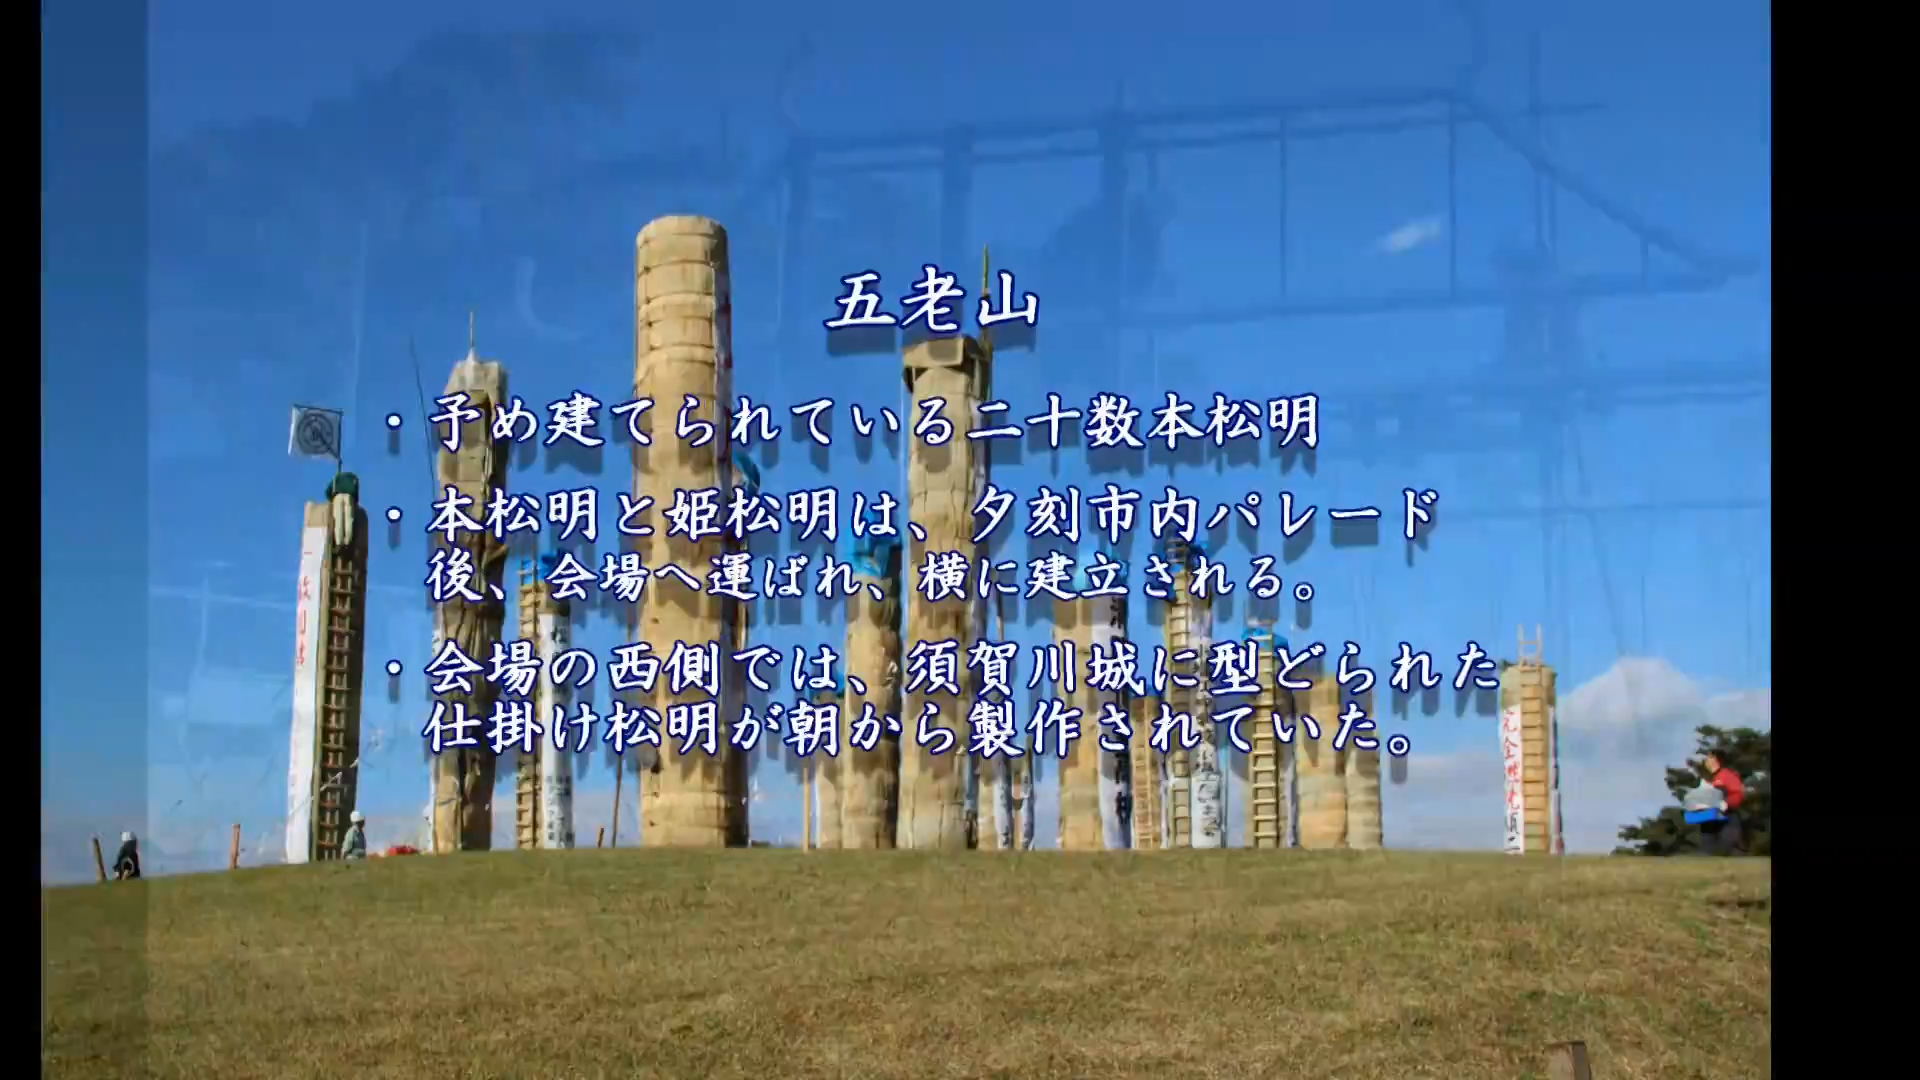 五老山
・予め建てられている二十数本松明
・本松明と姫松明は、夕刻市内パレード
後、会場へ運ばれ、横に建立される。
・会場の西側では、須賀川城に型どられた
仕掛け松明が朝から製作されていた。